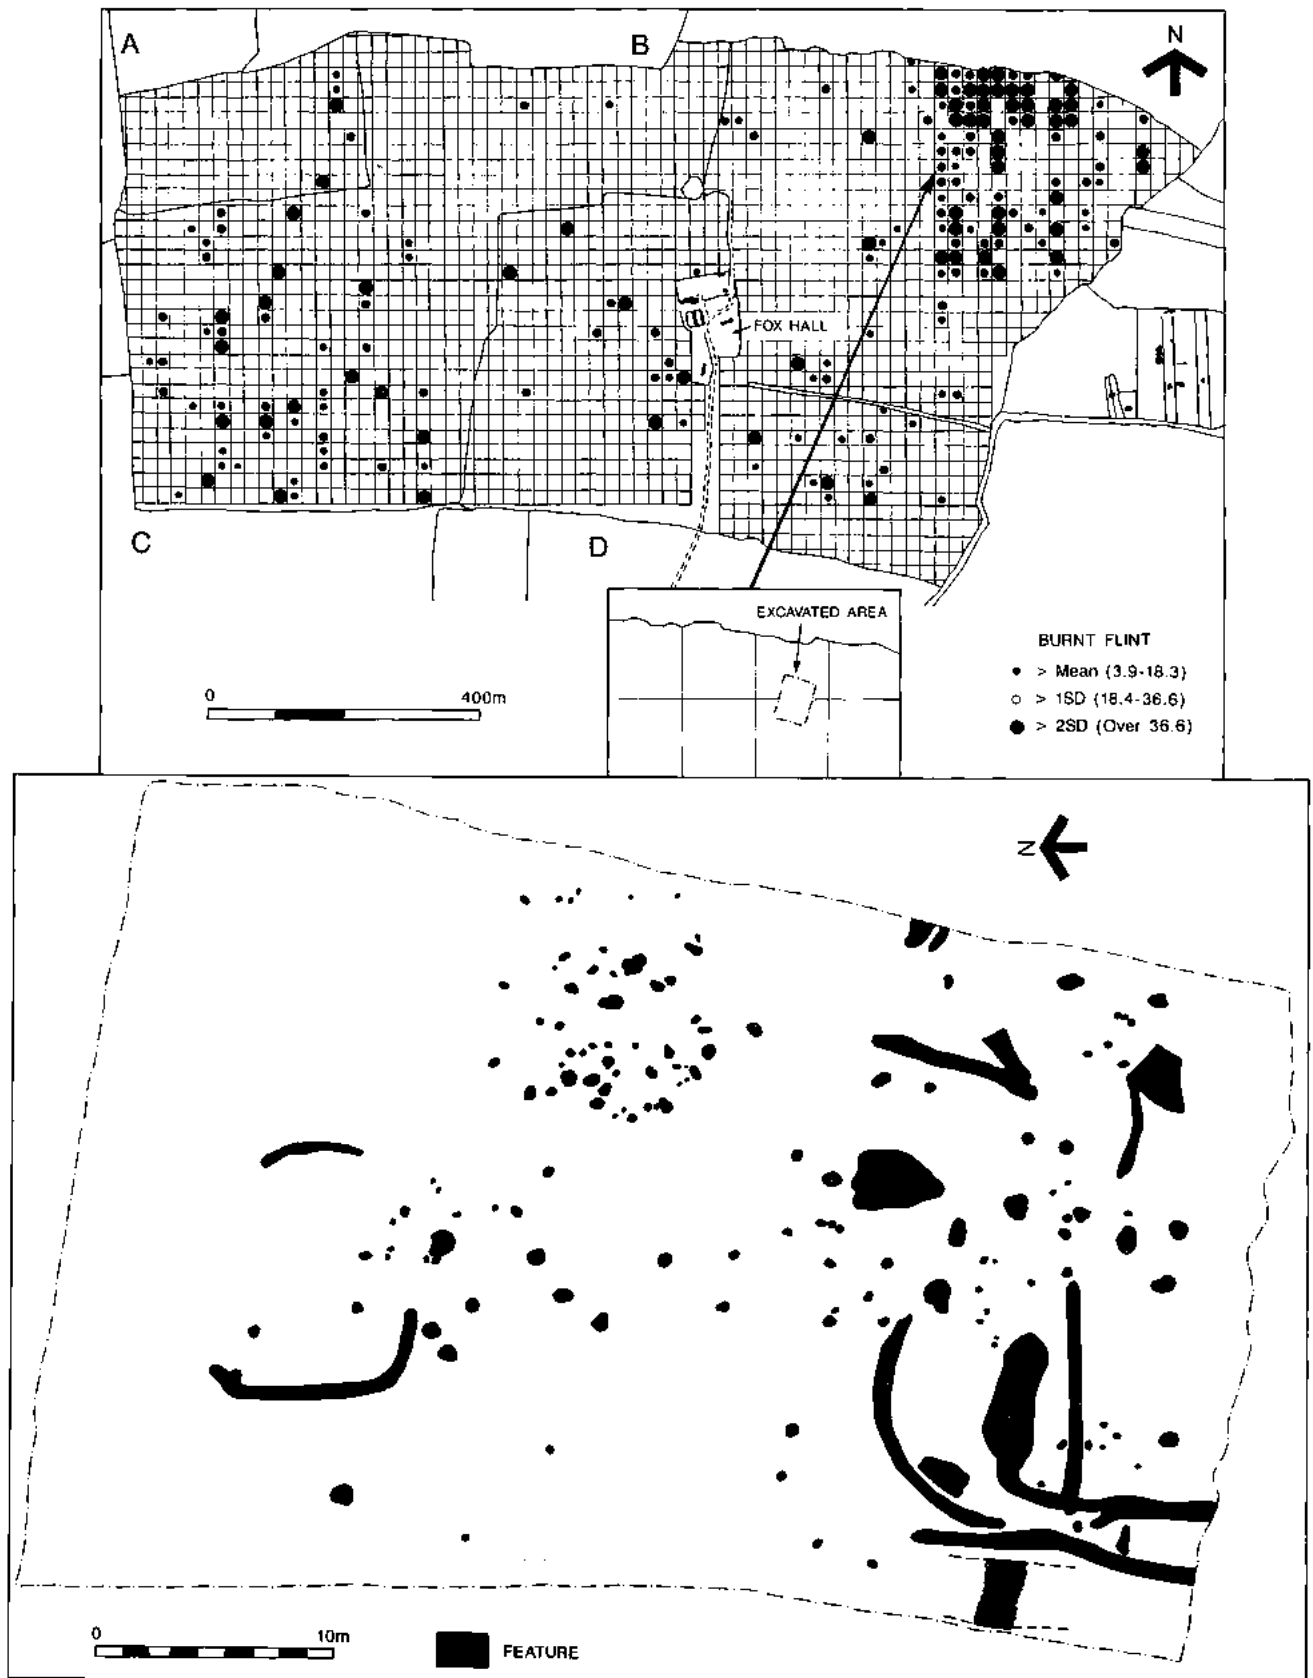 A
B
N
FOX HALL
C
D
EXCAVATED AREA
BURNT FLINT
> Mean (3.9-18.3)
> 1SD (18.4-36.6)
> 2SD (Over 36.6)
0 400m
N
0 10m
FEATURE